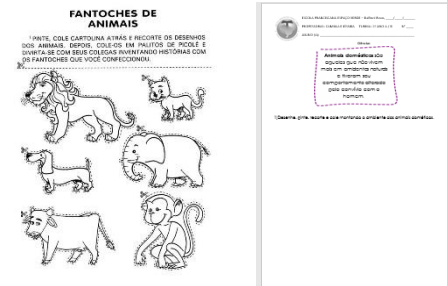 FANTOCHES DE
ANIMAIS
PINTE, COLE CARTOLINA ATRÁS E RECORTE OS DESENHOS
DOS ANIMAIS. DEPOIS, COLE-OS EM PALITOS DE PICOLÉ E
DIVIRTA-SE COM SEUS COLEGAS INVENTANDO HISTÓRIAS COM
OS FANTOCHES QUE VOCÊ CONFECCIONOU.
Animais domésticos são
aqueles que não vivem
mais em ambientes naturais
e tiveram seu
comportamento alterado
pelo convívio com o
homem.
1)Desenhe, pinte, recorte e cole montando o ambiente dos animais domésticos.